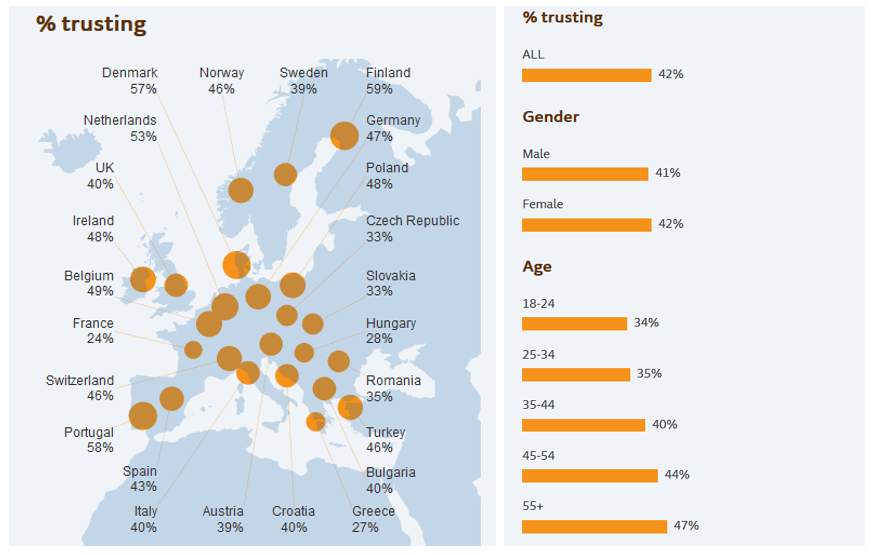 % trusting
Denmark
57%
Norway
46%
Sweden
39%
Finland
59%
Netherlands
53%
Germany
47%
UK
40%
Poland
48%
Ireland
48%
Czech Republic
33%
Belgium
49%
Slovakia
33%
France
24%
Hungary
28%
Switzerland
46%
Romania
35%
Portugal
58%
Turkey
46%
Spain
43%
Bulgaria
40%
Italy
40%
Austria
39%
Croatia
40%
Greece
27%
% trusting
ALL
42%
Gender
Male
41%
Female
42%
Age
18-24
34%
25-34
35%
35-44
40%
45-54
44%
55+
47%